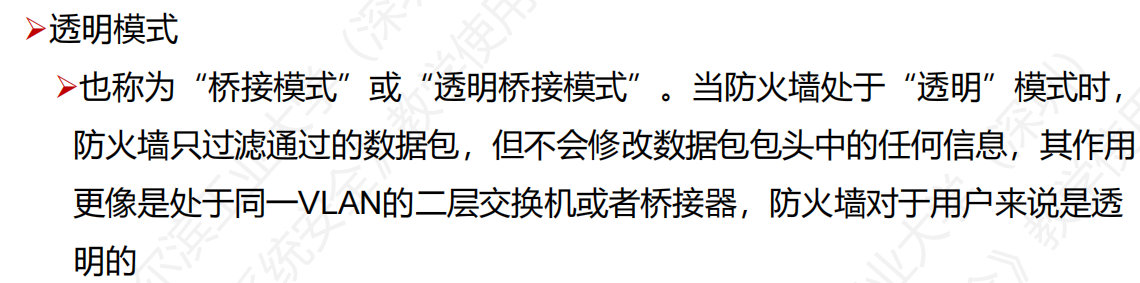 透明模式
也称为“桥接模式”或“透明桥接模式”。当防火墙处于“透明”模式时，
防火墙只过滤通过的数据包，但不会修改数据包包头中的任何信息，其作用
更像是处于同一VLAN的二层交换机或者桥接器，防火墙对于用户来说是透
明的